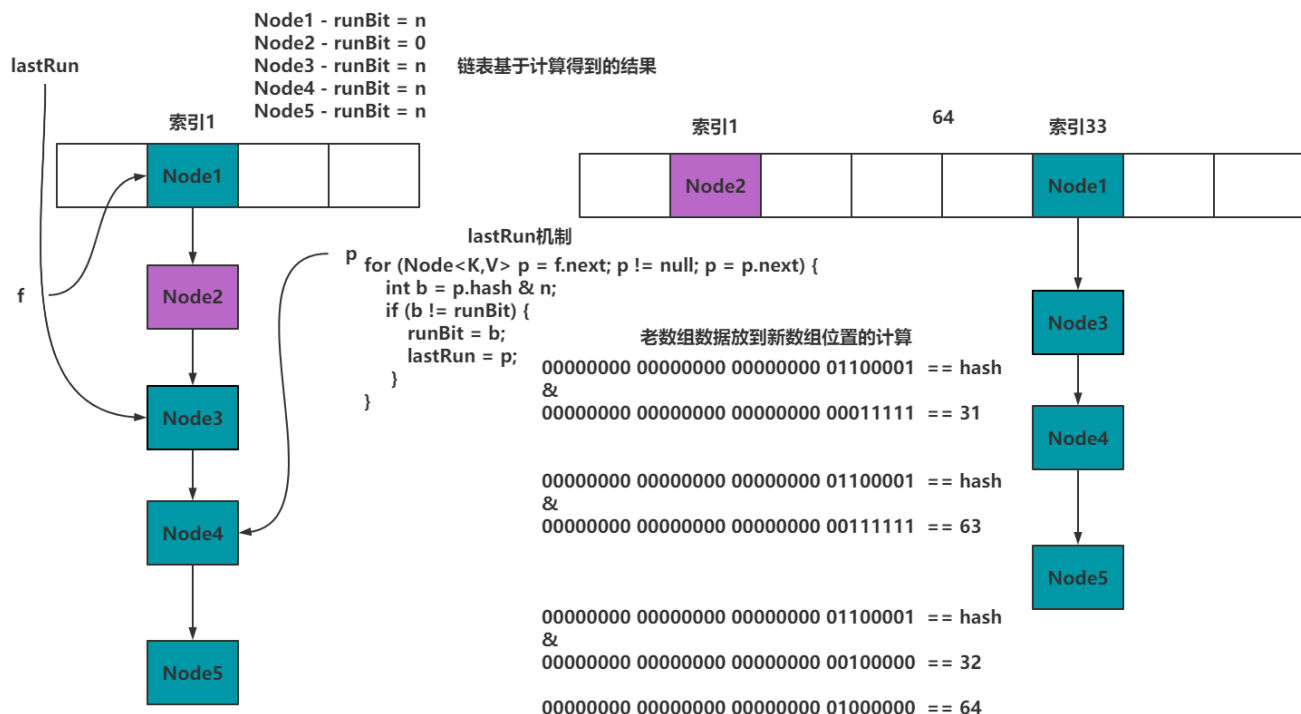 Node1 - runBit = n
Node2 - runBit = 0
Node3 - runBit = n
Node4 - runBit = n
Node5 - runBit = n
链表基于计算得到的结果
lastRun
索引1
Node1
Node2
f
Node3
Node4
Node5
p
lastRun机制
for (Node<K,V> p = f.next; p != null; p = p.next) {
int b = p.hash & n;
if (b != runBit) {
runBit = b;
lastRun = p;
}
}
索引1
64
索引33
Node2
Node1
Node3
Node4
Node5
老数组数据放到新数组位置的计算
00000000 00000000 00000000 01100001 == hash
&
00000000 00000000 00000000 00011111 == 31
00000000 00000000 00000000 01100001 == hash
&
00000000 00000000 00000000 00111111 == 63
00000000 00000000 00000000 01100001 == hash
&
00000000 00000000 00000000 00100000 == 32
00000000 00000000 00000000 01000000 == 64